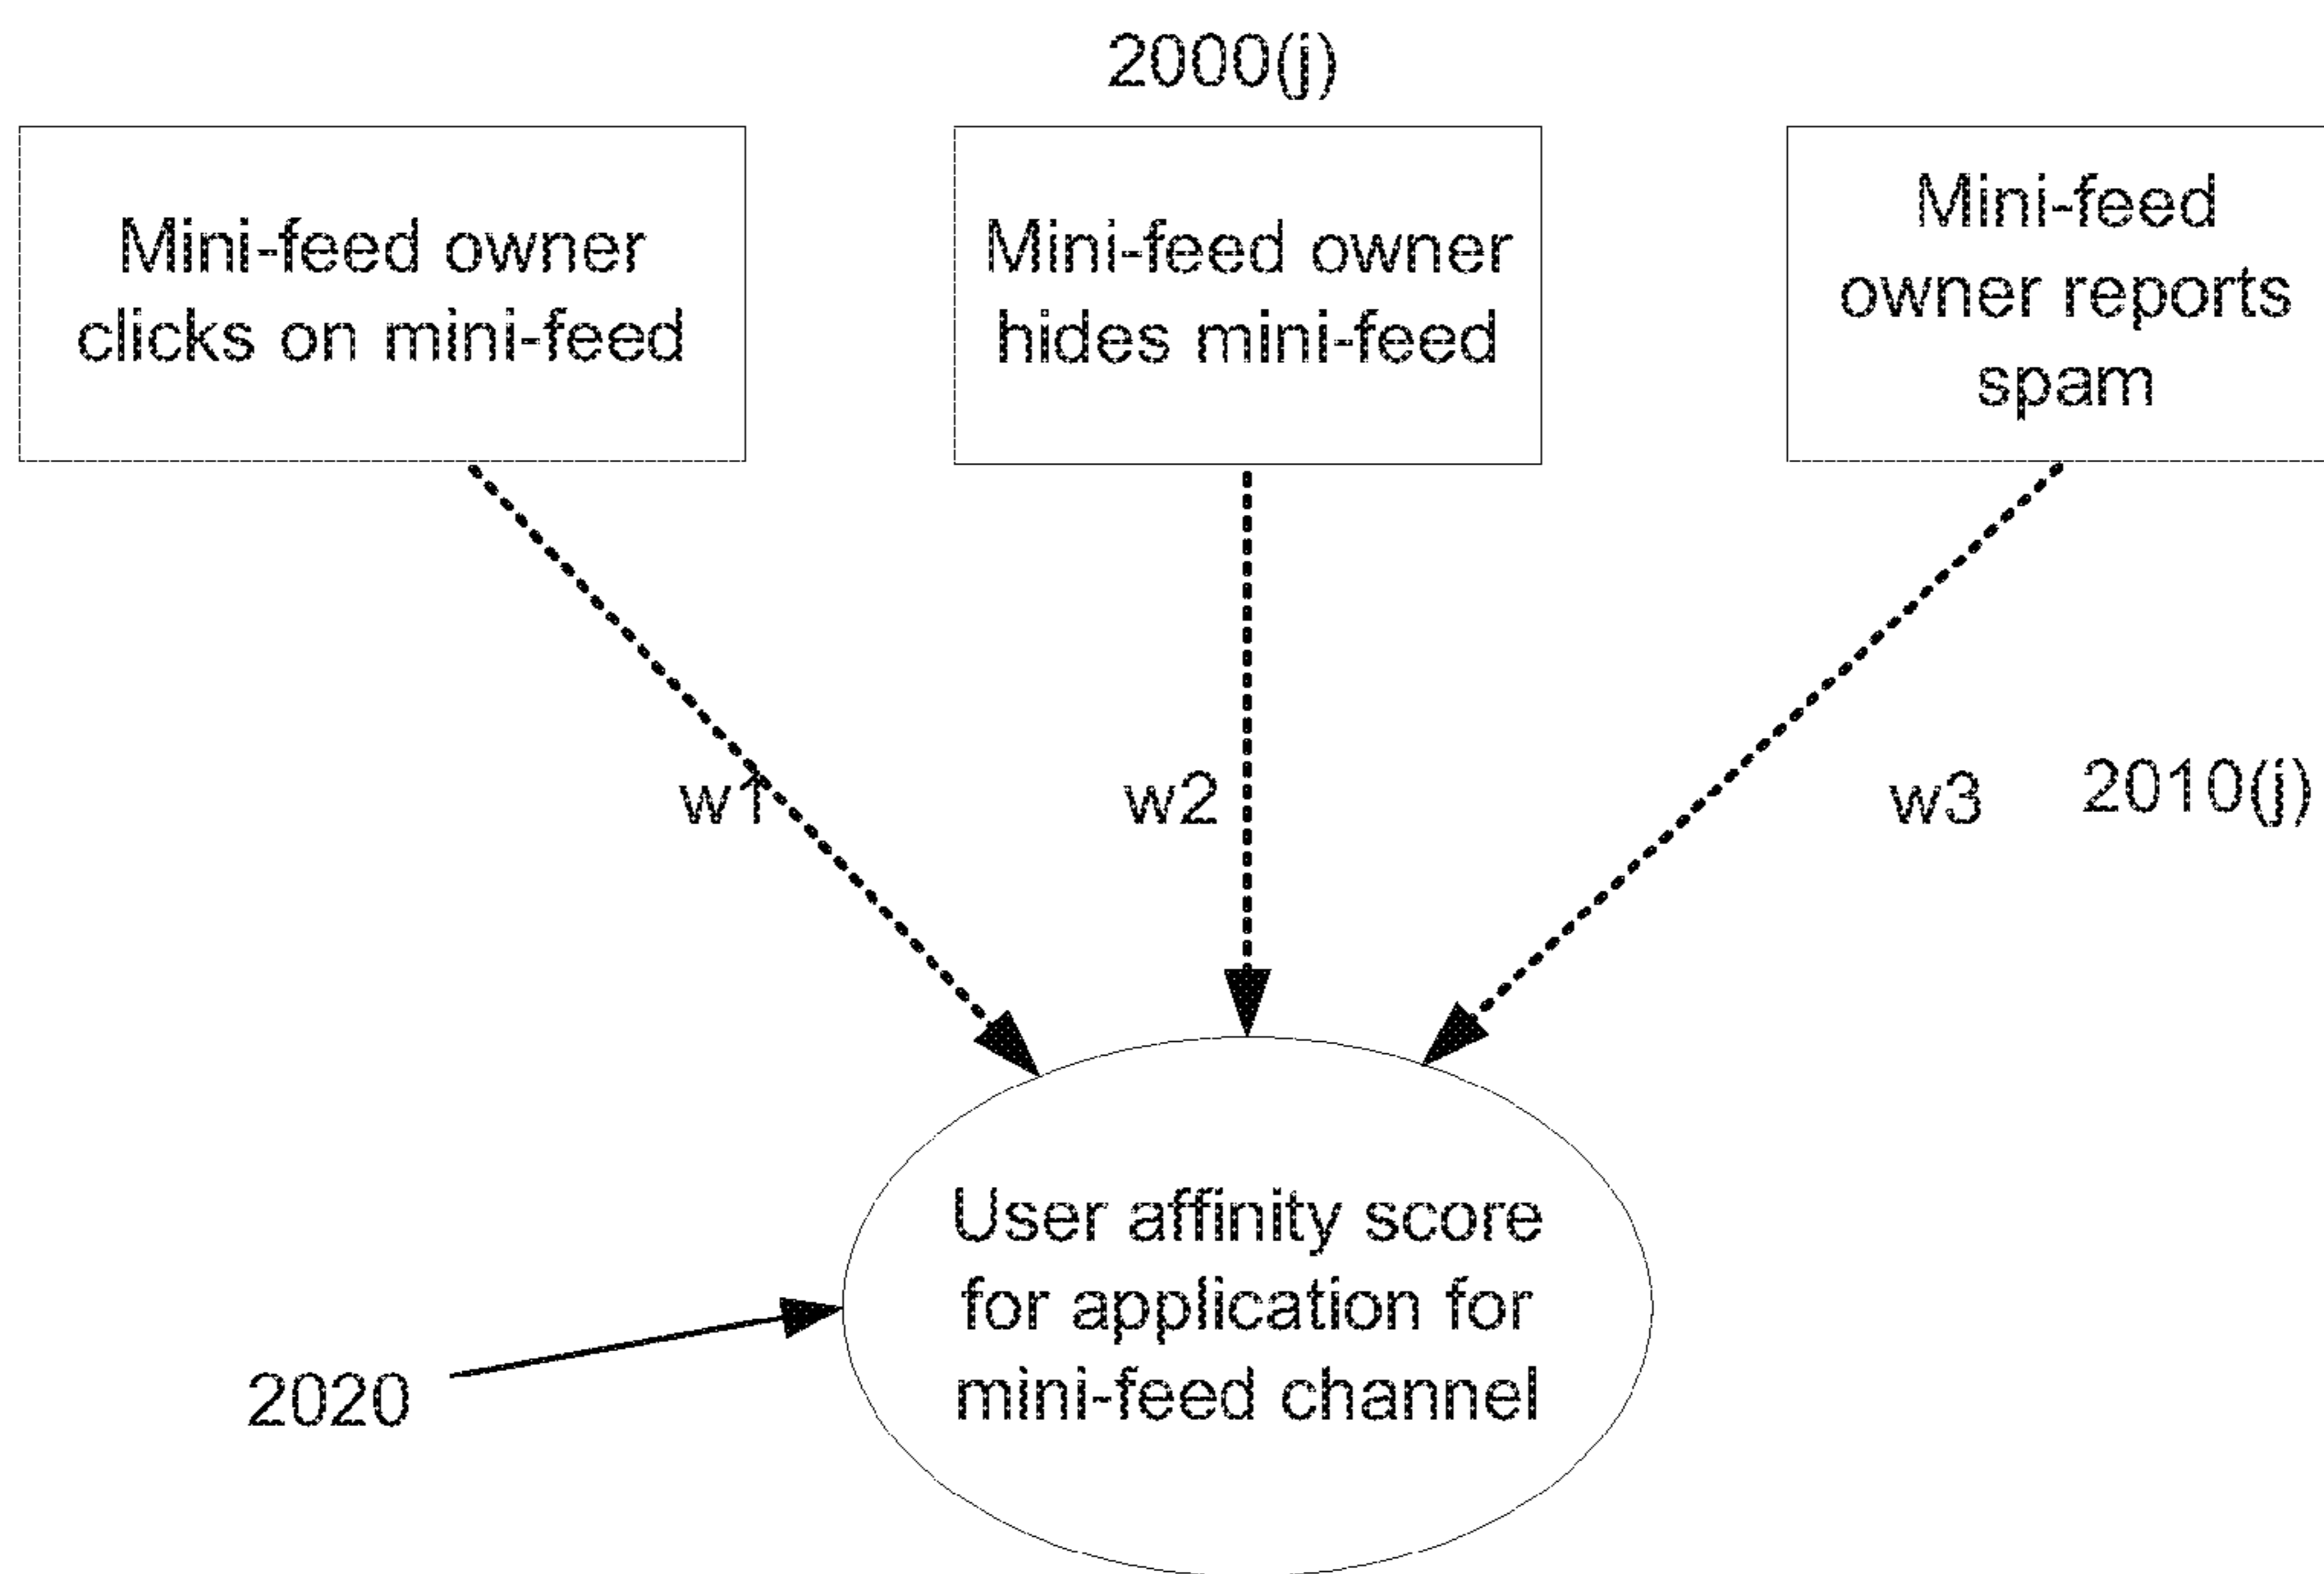 2000(j)
Mini-feed owner
clicks on mini-feed
Mini-feed owner
hides mini-feed
Mini-feed
owner reports
spam
w1
w2
w3
2010(j)
User affinity score
for application for
mini-feed channel
2020